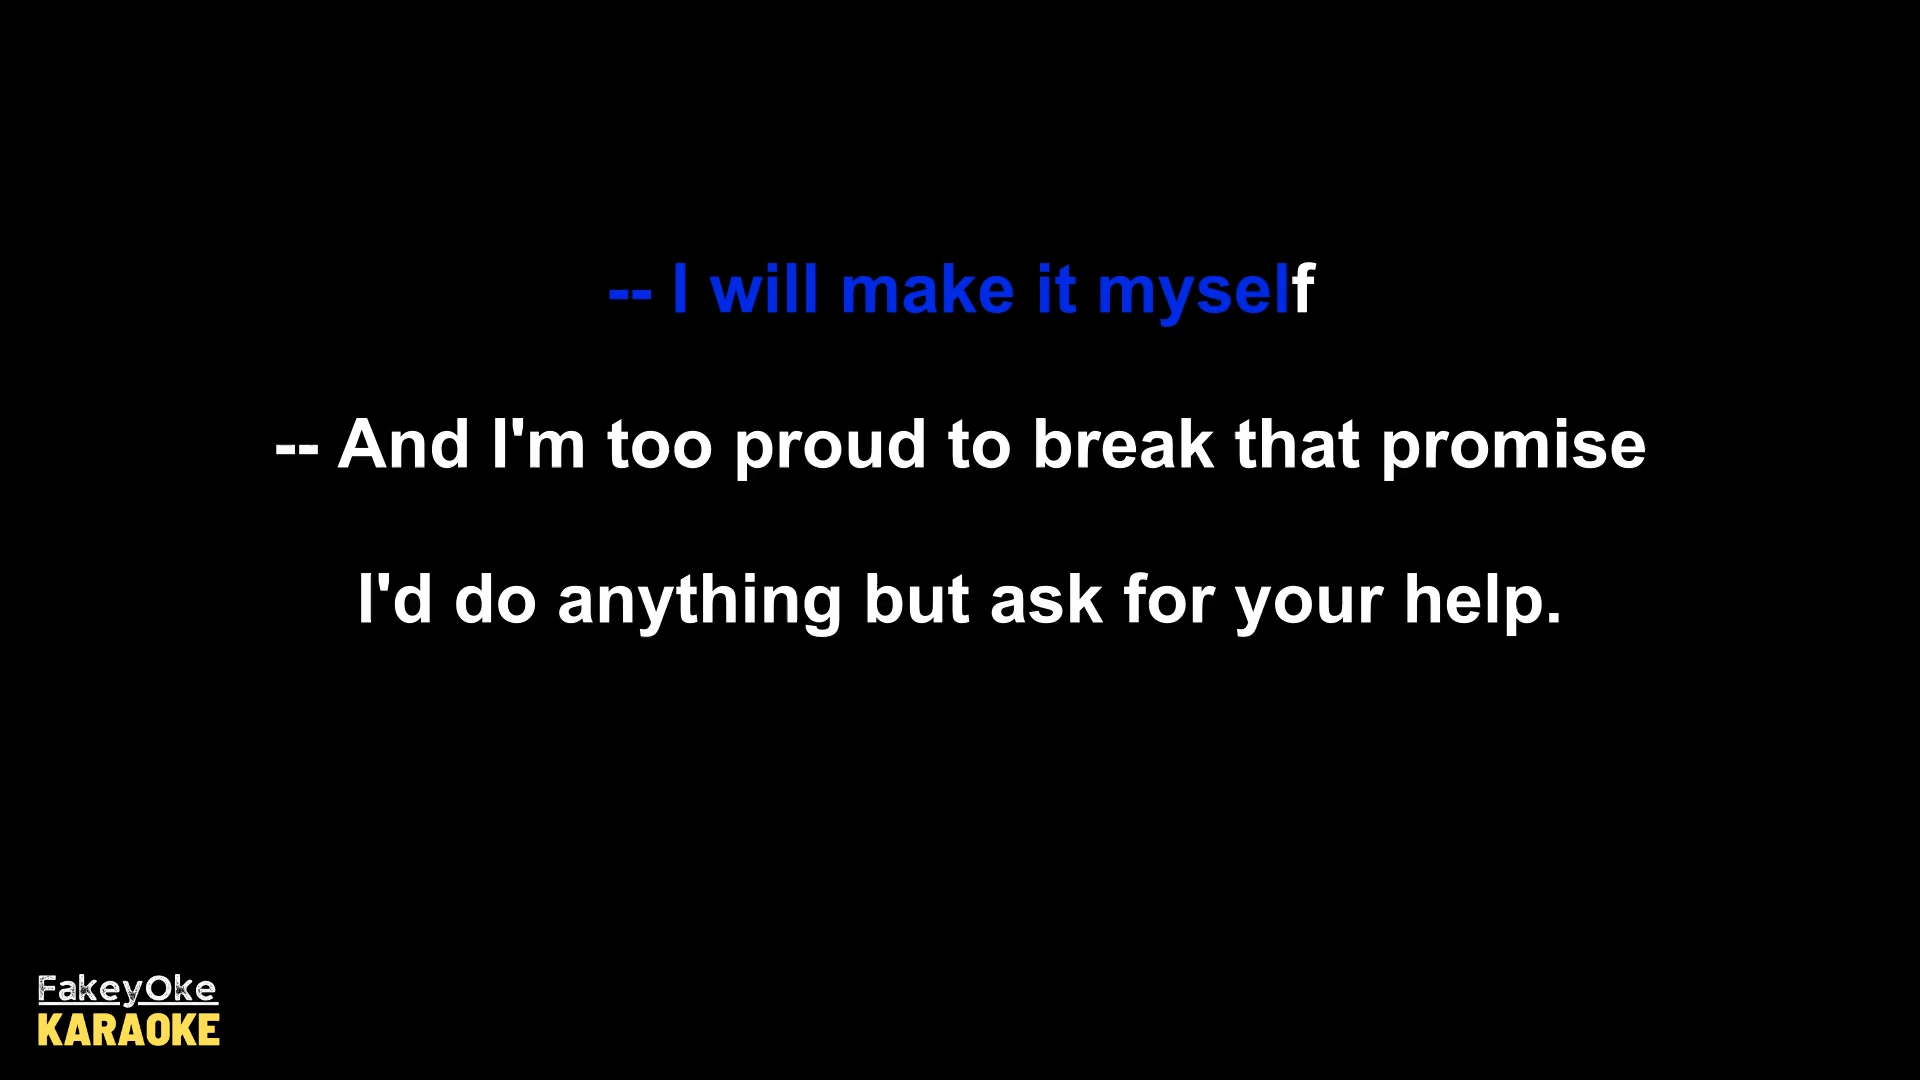 -- I will make it myself
-- And I'm too proud to break that promise
I'd do anything but ask for your help.
FakeyOke
KARAOKE